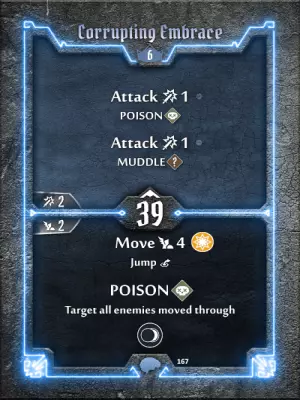 Corrupting Embrace
6
Attack 1
POISON
Attack 1
MUDDLE ?
2
39
2
Move 4
Jump
POISON
Target all enemies moved through
167